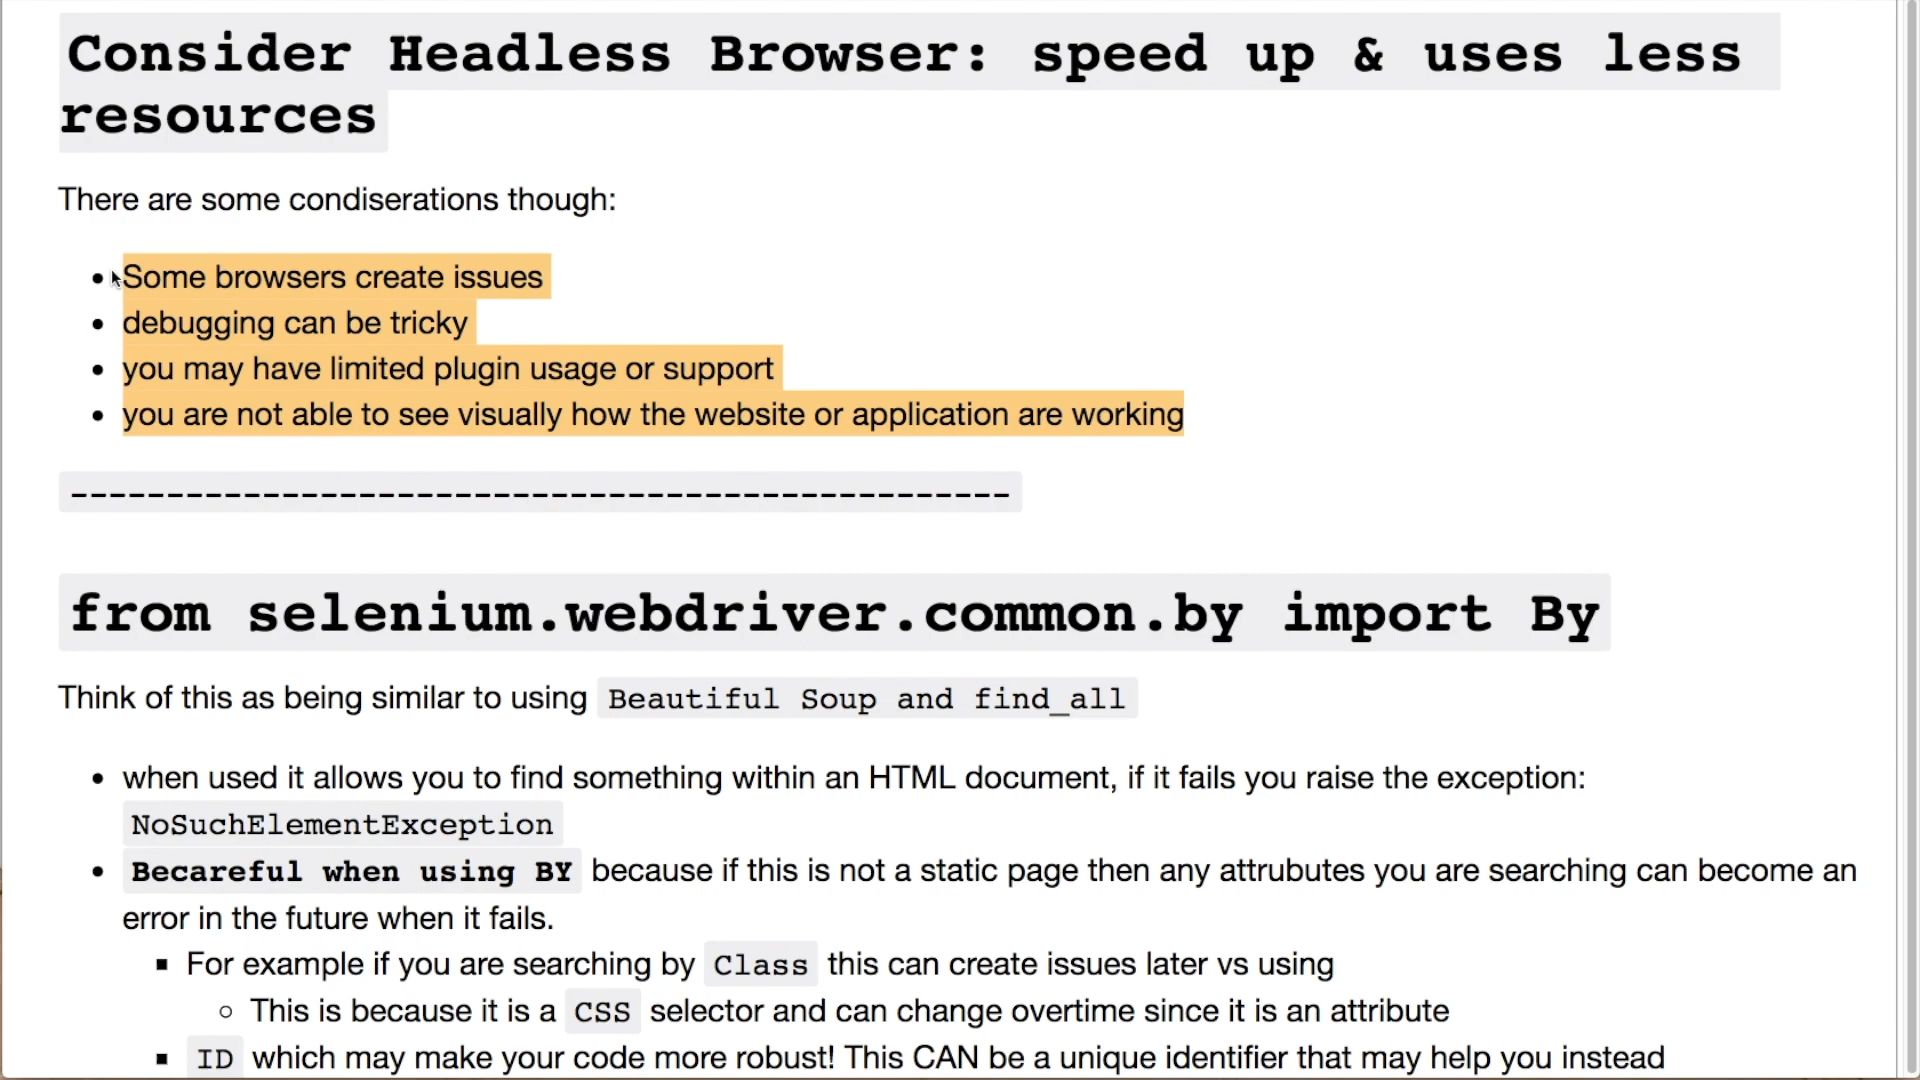 Consider Headless Browser: speed up & uses less
resources
There are some condiserations though:
• Some browsers create issues
• debugging can be tricky
• you may have limited plugin usage or support
• you are not able to see visually how the website or application are working
-------------------------------------------------
from selenium.webdriver.common.by import By
Think of this as being similar to using Beautiful Soup and find_all
• when used it allows you to find something within an HTML document, if it fails you raise the exception:
NoSuchElementException
• Becareful when using BY because if this is not a static page then any attrubutes you are searching can become an
error in the future when it fails.
▪ For example if you are searching by Class this can create issues later vs using
◦ This is because it is a CSS selector and can change overtime since it is an attribute
▪ ID which may make your code more robust! This CAN be a unique identifier that may help you instead